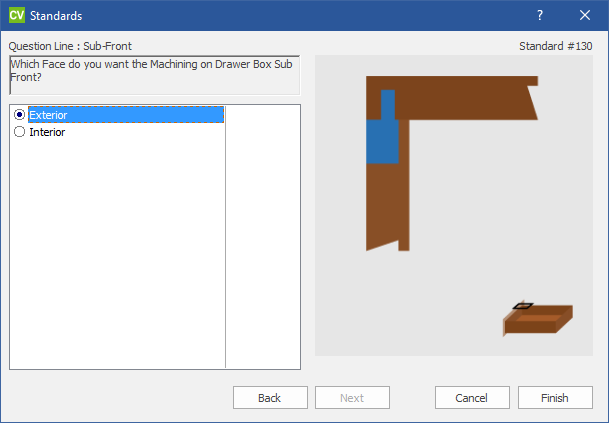 CV Standards
?
Question Line : Sub-Front
Standard #130
Which Face do you want the Machining on Drawer Box Sub
Front?
Exterior
Interior
Back
Next
Cancel
Finish